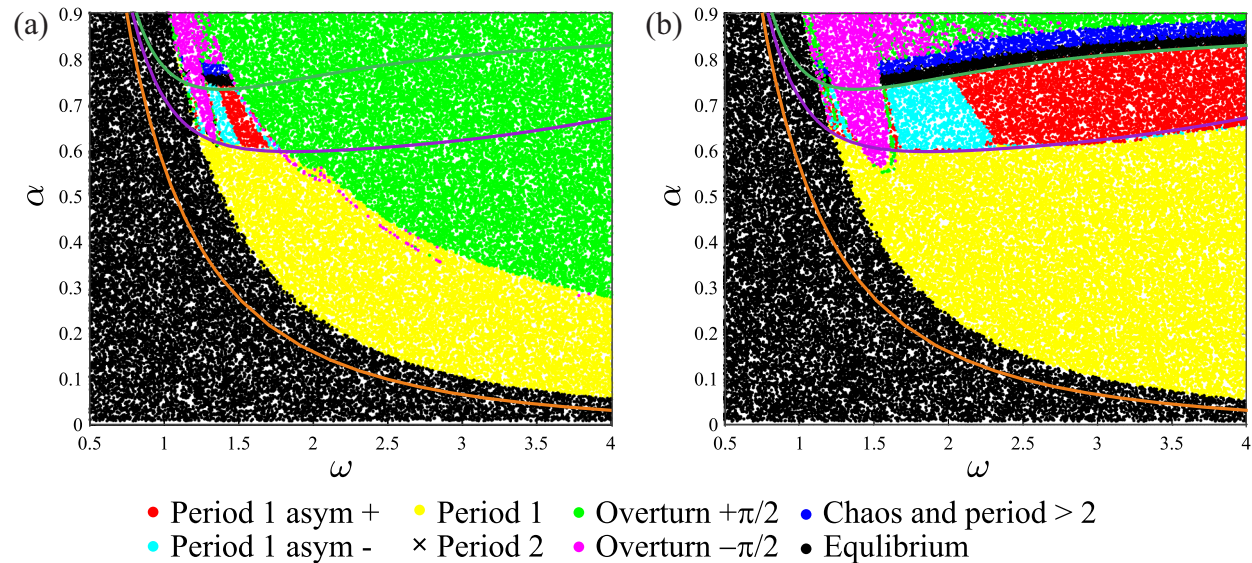 (a)
(b)
0.9
0.8
0.7
0.6
0.5
0.4
0.3
0.2
0.1
0
α
0.5 1 1.5 2 2.5 3 3.5 4
ω
0.9
0.8
0.7
0.6
0.5
0.4
0.3
0.2
0.1
0
α
0.5 1 1.5 2 2.5 3 3.5 4
ω
Period 1 asym + Period 1 Overturn +π/2 Chaos and period > 2
Period 1 asym - × Period 2 Overturn −π/2 Equlibrium